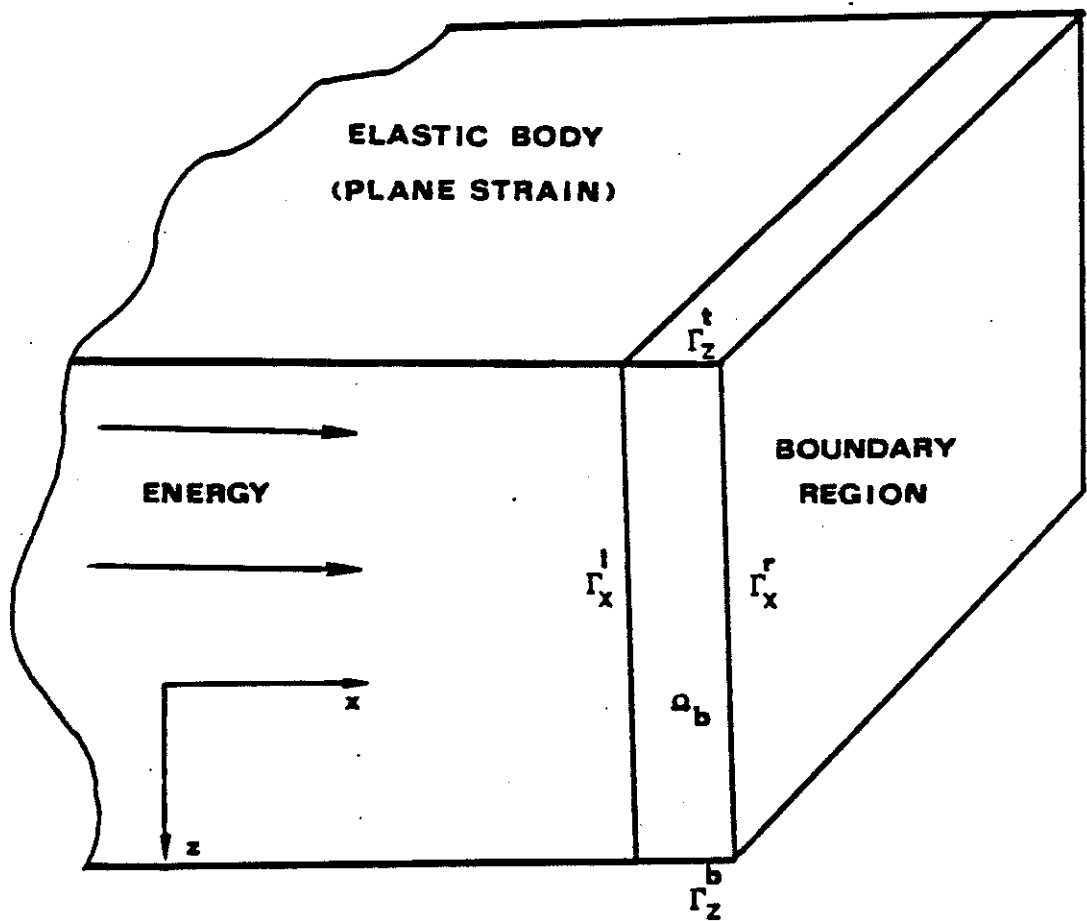 ELASTIC BODY
(PLANE STRAIN)
Γ_z^t
BOUNDARY
REGION
ENERGY
Γ_x^l
Γ_x^r
x
Ω_b
z
Γ_z^b